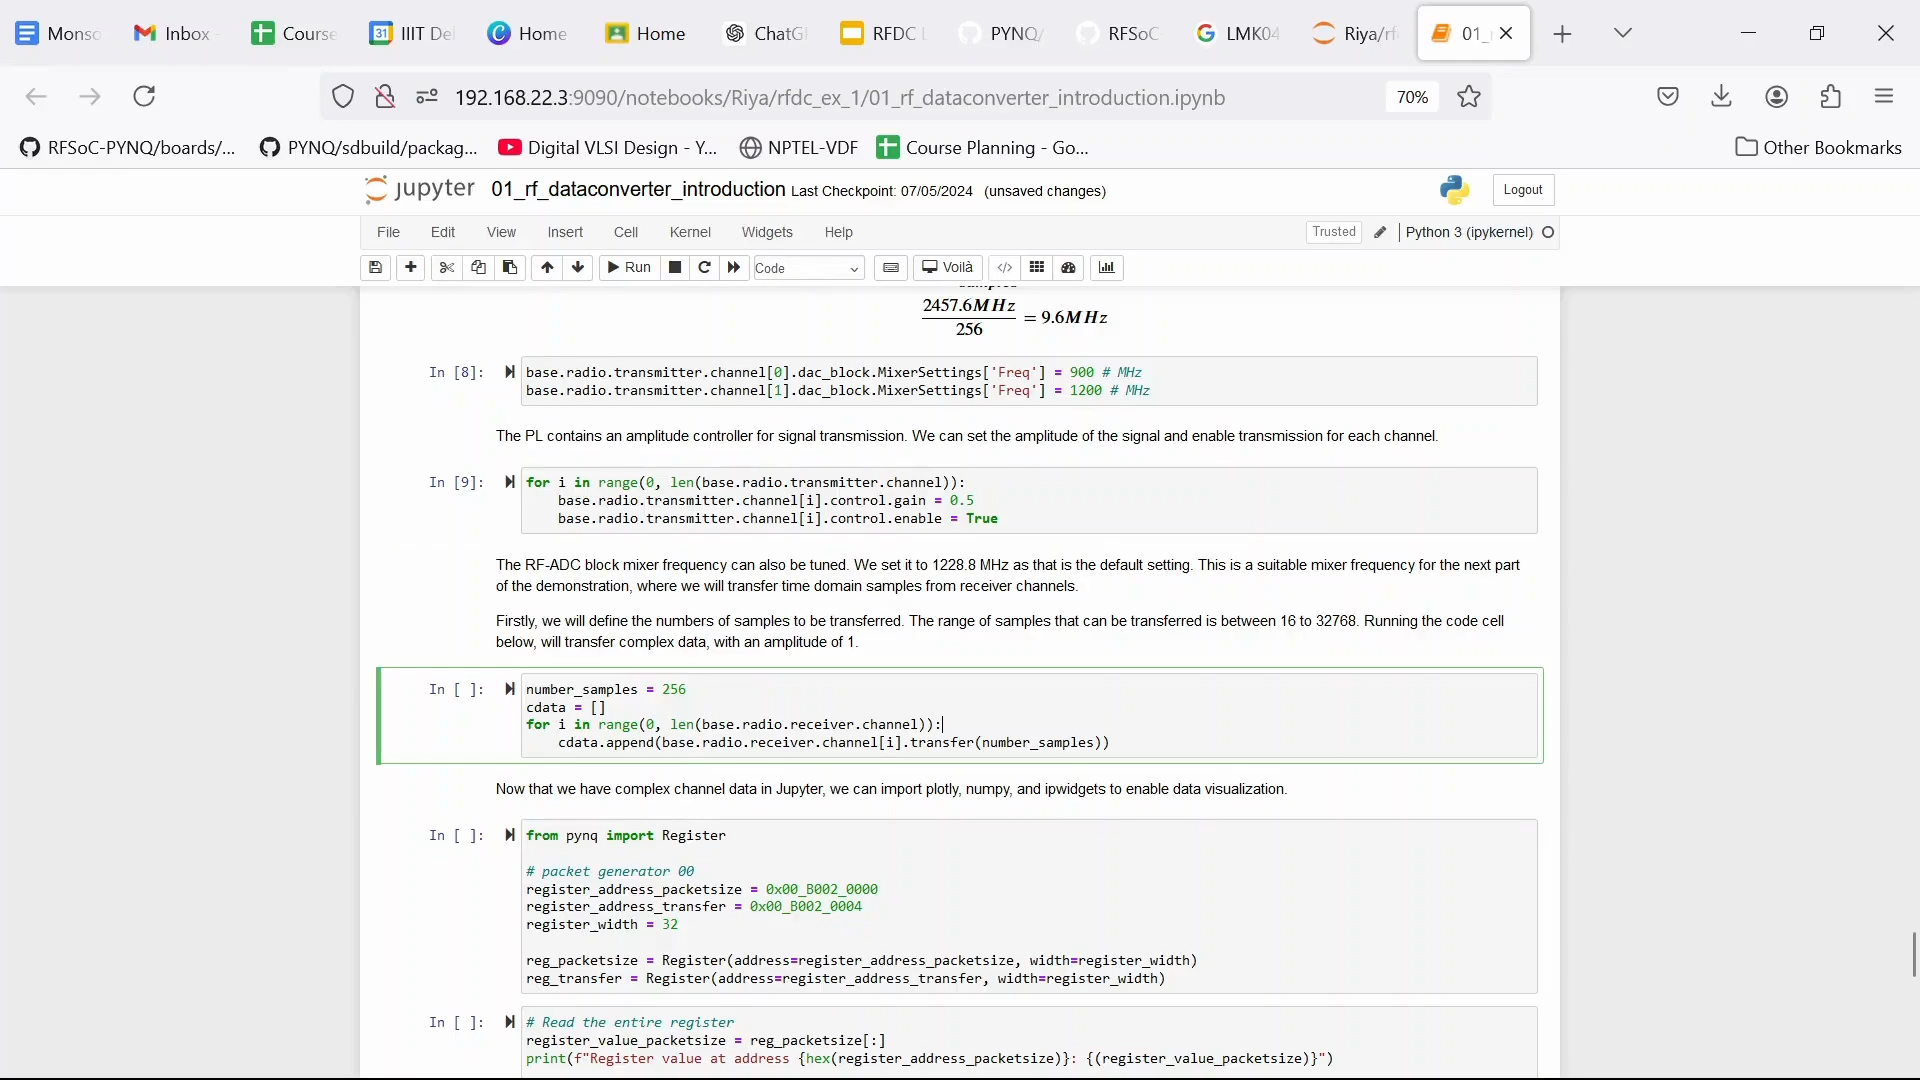 Monso
Inbox
Course
IIIT Del
Home
Home
ChatG
RFDC L
PYNQ/
RFSoC
LMK04
Riya/rf
01_
192.168.22.3:9090/notebooks/Riya/rfdc_ex_1/01_rf_dataconverter_introduction.ipynb
70%
RFSoC-PYNQ/boards/...
PYNQ/sdbuild/packag...
Digital VLSI Design - Y...
NPTEL-VDF
Course Planning - Go...
Other Bookmarks
jupyter 01_rf_dataconverter_introduction Last Checkpoint: 07/05/2024 (unsaved changes)
Logout
File Edit View Insert Cell Kernel Widgets Help
Trusted
Python 3 (ipykernel)
Run
Code
Voilà
2457.6MHz
256
= 9.6MHz
In [8]:
base.radio.transmitter.channel[0].dac_block.MixerSettings['Freq'] = 900 # MHz
base.radio.transmitter.channel[1].dac_block.MixerSettings['Freq'] = 1200 # MHz
The PL contains an amplitude controller for signal transmission. We can set the amplitude of the signal and enable transmission for each channel.
In [9]:
for i in range(0, len(base.radio.transmitter.channel)):
base.radio.transmitter.channel[i].control.gain = 0.5
base.radio.transmitter.channel[i].control.enable = True
The RF-ADC block mixer frequency can also be tuned. We set it to 1228.8 MHz as that is the default setting. This is a suitable mixer frequency for the next part
of the demonstration, where we will transfer time domain samples from receiver channels.
Firstly, we will define the numbers of samples to be transferred. The range of samples that can be transferred is between 16 to 32768. Running the code cell
below, will transfer complex data, with an amplitude of 1.
In [ ]:
number_samples = 256
cdata = []
for i in range(0, len(base.radio.receiver.channel)):
cdata.append(base.radio.receiver.channel[i].transfer(number_samples))
Now that we have complex channel data in Jupyter, we can import plotly, numpy, and ipwidgets to enable data visualization.
In [ ]:
from pynq import Register
# packet generator 00
register_address_packetsize = 0x00_B002_0000
register_address_transfer = 0x00_B002_0004
register_width = 32
reg_packetsize = Register(address=register_address_packetsize, width=register_width)
reg_transfer = Register(address=register_address_transfer, width=register_width)
In [ ]:
# Read the entire register
register_value_packetsize = reg_packetsize[:]
print(f"Register value at address {hex(register_address_packetsize)}: {(register_value_packetsize)}")